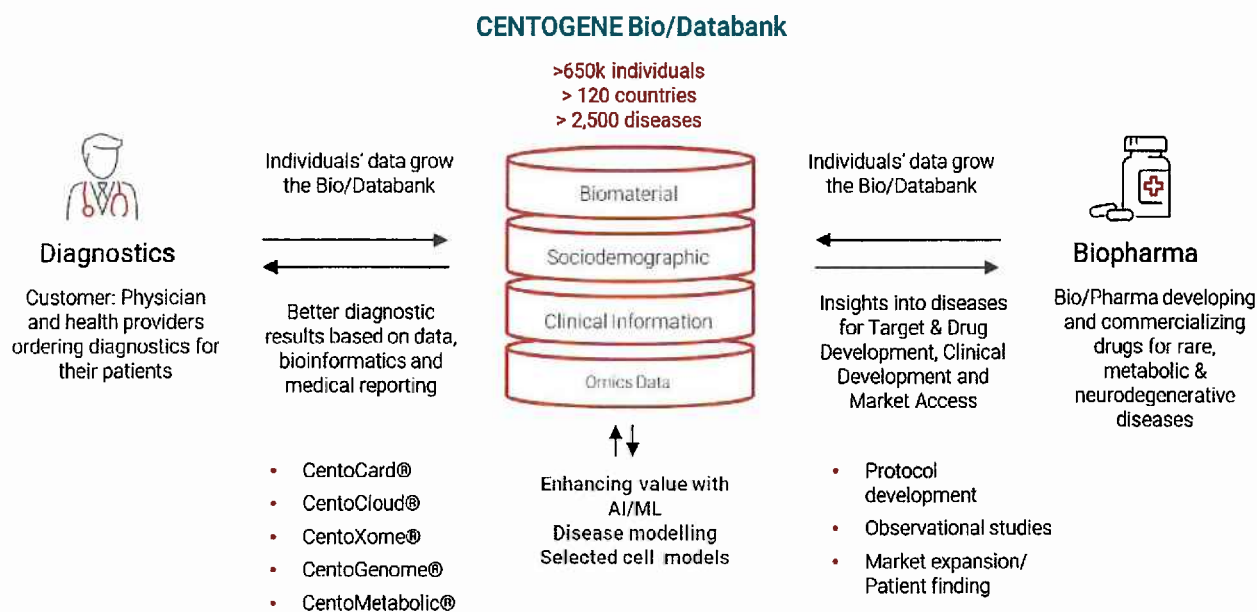 CENTOGENE Bio/Databank
>650k individuals
> 120 countries
> 2,500 diseases
Diagnostics
Customer: Physician
and health providers
ordering diagnostics for
their patients
Individuals' data grow
the Bio/Databank
Better diagnostic
results based on data,
bioinformatics and
medical reporting
• CentoCard®
• CentoCloud®
• CentoXome®
• CentoGenome®
• CentoMetabolic®
Biomaterial
Sociodemographic
Clinical Information
Omics Data
Enhancing value with
AI/ML
Disease modelling
Selected cell models
Individuals' data grow
the Bio/Databank
Insights into diseases
for Target & Drug
Development, Clinical
Development and
Market Access
• Protocol
development
• Observational studies
• Market expansion/
Patient finding
Biopharma
Bio/Pharma developing
and commercializing
drugs for rare,
metabolic &
neurodegenerative
diseases